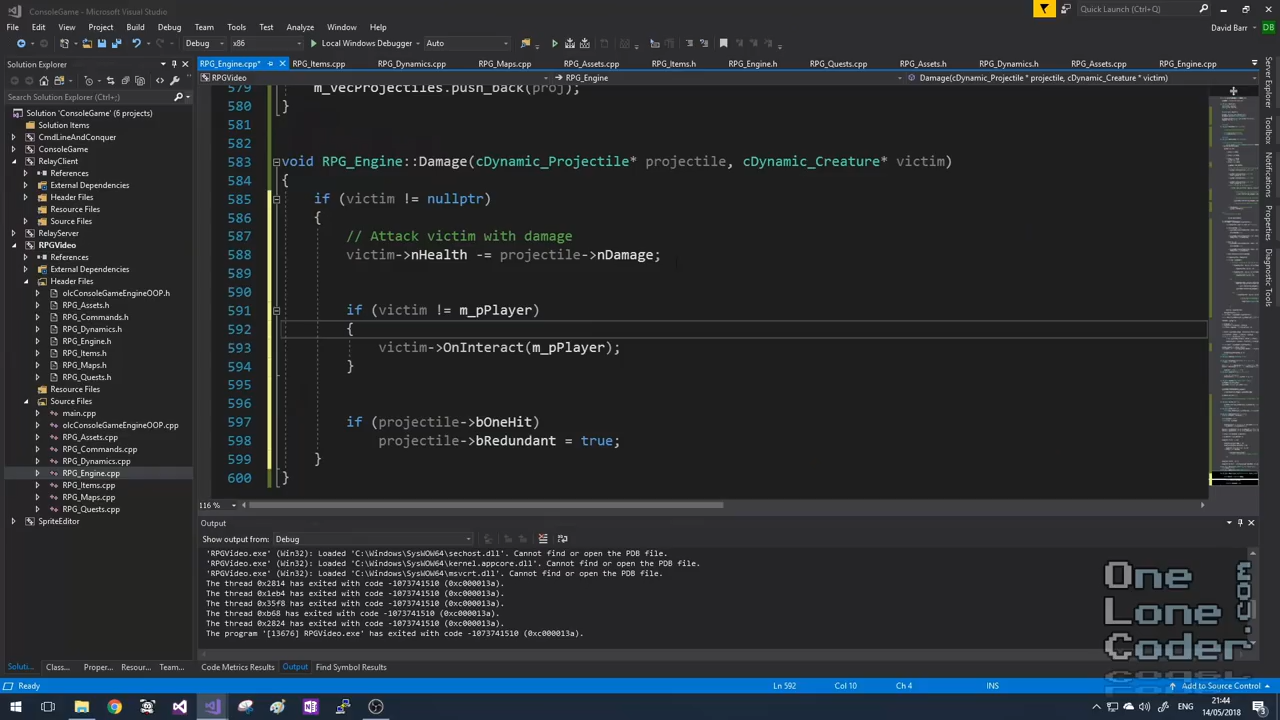 ConsoleGame - Microsoft Visual Studio
Quick Launch (Ctrl+Q)
File Edit View Project Build Debug Team Tools Test Analyze Window Help
David Barr
DB
Debug x86 Local Windows Debugger Auto
Solution Explorer
RPG_Engine.cpp* RPG_Items.cpp RPG_Dynamics.cpp RPG_Maps.cpp RPG_Assets.cpp RPG_Items.h RPG_Engine.h RPG_Quests.cpp RPG_Assets.h RPG_Dynamics.h RPG_Assets.cpp RPG_Engine.cpp
RPGVideo
RPG_Engine
Damage(cDynamic_Projectile * projectile, cDynamic_Creature * victim)
Search Solution Explorer (Ctrl+;)
Solution 'ConsoleGame' (6 projects)
Solution Items
CmdLineAndConquer
ConsoleGame
RelayClient
References
External Dependencies
Header Files
Resource Files
Source Files
RelayServer
RPGVideo
References
External Dependencies
Header Files
olcConsoleGameEngineOOP.h
RPG_Assets.h
RPG_Commands.h
RPG_Dynamics.h
RPG_Engine.h
RPG_Items.h
RPG_Maps.h
RPG_Quests.h
Resource Files
Source Files
main.cpp
olcConsoleGameEngineOOP.cpp
RPG_Assets.cpp
RPG_Commands.cpp
RPG_Dynamics.cpp
RPG_Engine.cpp
RPG_Items.cpp
RPG_Maps.cpp
RPG_Quests.cpp
SpriteEditor
579 m_vecProjectiles.push_back(proj);
580 }
581
582
583 void RPG_Engine::Damage(cDynamic_Projectile* projectile, cDynamic_Creature* victim)
584 {
585 if (victim != nullptr)
586 {
587 Attack victim with
588 victim->nHealth -= projectile->nDamage;
589
590
591 if (victim != m_pPlayer)
592
593
594
595
596
597 (projectile->
598 projectile->bRedundant = true;
599 }
600 }
116 %
Output
Show output from: Debug
'RPGVideo.exe' (Win32): Loaded 'C:\Windows\SysWOW64\sechost.dll'. Cannot find or open the PDB file.
'RPGVideo.exe' (Win32): Loaded 'C:\Windows\SysWOW64\kernel.appcore.dll'. Cannot find or open the PDB file.
'RPGVideo.exe' (Win32): Loaded 'C:\Windows\SysWOW64\msvcrt.dll'. Cannot find or open the PDB file.
The thread 0x2814 has exited with code -1073741510 (0xc000013a).
The thread 0x1eb4 has exited with code -1073741510 (0xc000013a).
The thread 0x35f8 has exited with code -1073741510 (0xc000013a).
The thread 0xb68 has exited with code -1073741510 (0xc000013a).
The thread 0x2824 has exited with code -1073741510 (0xc000013a).
The program '[13676] RPGVideo.exe' has exited with code -1073741510 (0xc000013a).
Server Explorer
Toolbox
Notifications
Properties
Diagnostic Tools
One
Lone
Coder
.com
Soluti... Class... Proper... Resour... Team...
Code Metrics Results Output Find Symbol Results
Ready
Ln 592 Col 10 Ch 4 INS
Add to Source Control
ENG
21:44
14/05/2018
3